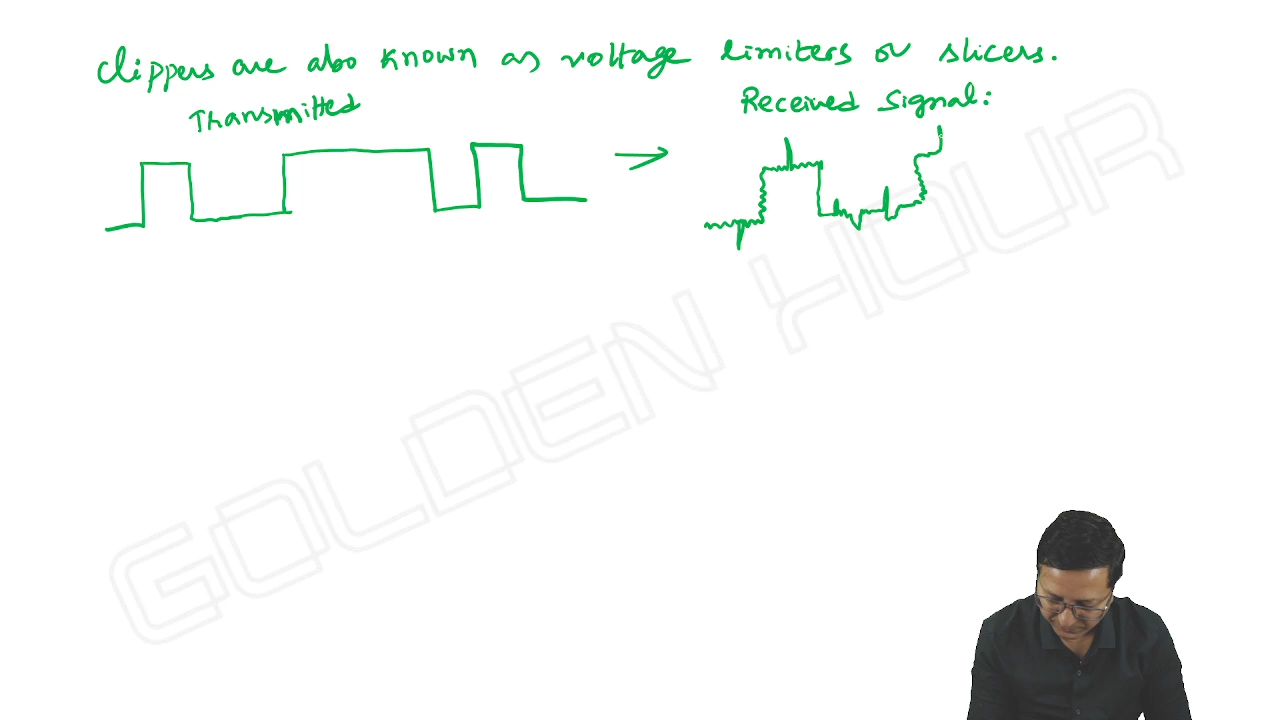 Clippers are also known as voltage limiters or slicers.
Transmitted
Received Signal:
GOLDEN HOUR